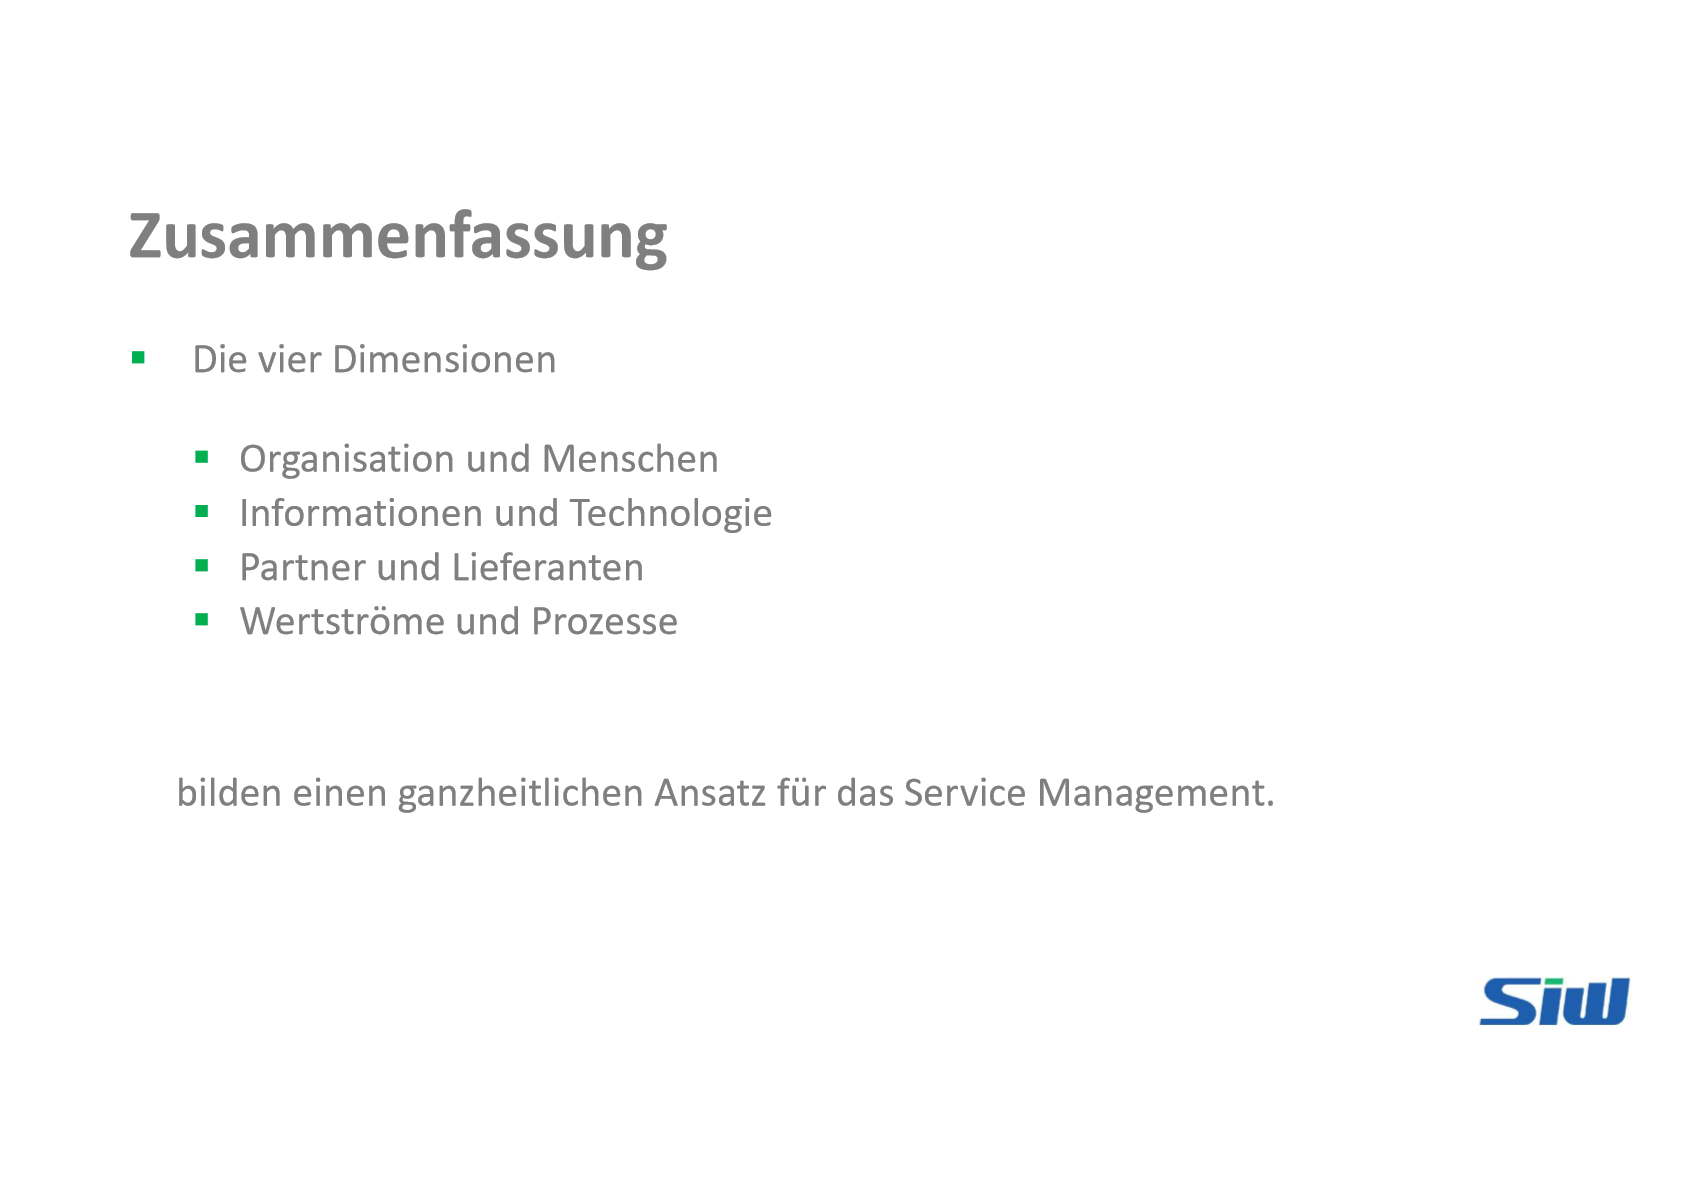 Zusammenfassung
Die vier Dimensionen
Organisation und Menschen
Informationen und Technologie
Partner und Lieferanten
Wertströme und Prozesse
bilden einen ganzheitlichen Ansatz für das Service Management.
Siw